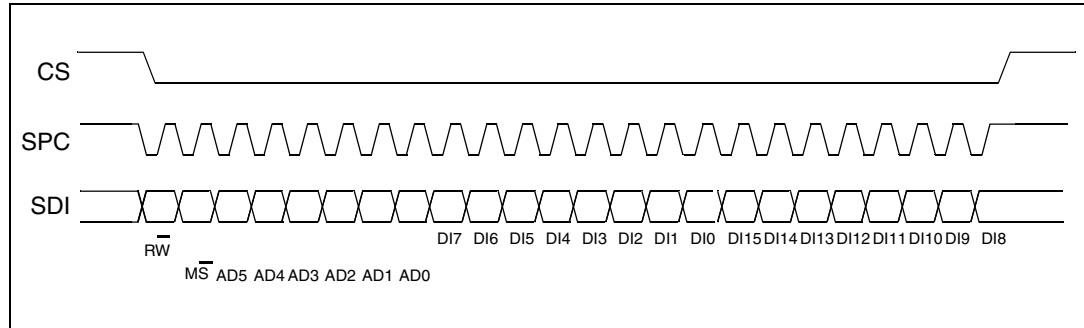 CS
SPC
SDI
DI7 DI6 DI5 DI4 DI3 DI2 DI1 DI0 DI15 DI14 DI13 DI12 DI11 DI10 DI9 DI8
RW̅
MS̅ AD5 AD4 AD3 AD2 AD1 AD0